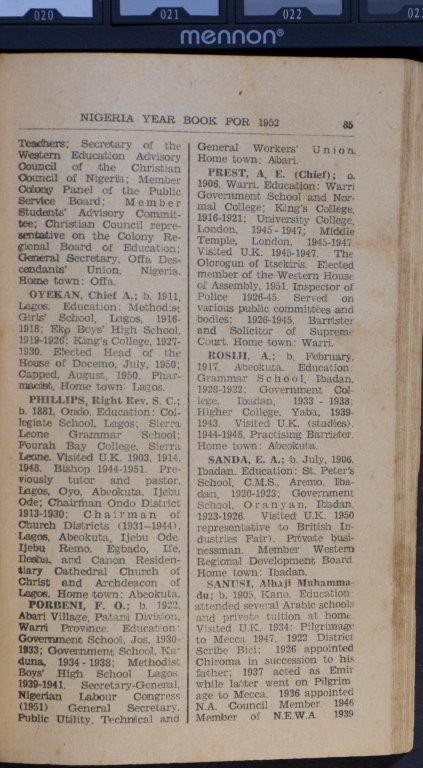 020
021
022
mennon®
NIGERIA YEAR BOOK FOR 1952
85
Teachers; Secretary of the
Western Education Advisory
Council of the Christian
Council of Nigeria; Member
Colony Panel of the Public
Service Board; Member
Students' Advisory Commit-
tee; Christian Council repre-
sentative on the Colony Re-
gional Board of Education;
General Secretary, Offa Des-
cendants' Union, Nigeria.
Home town: Offa.
OYEKAN, Chief A.; b. 1911,
Lagos. Education: Methodist
Girls' School, Lagos, 1916-
1918; Eko Boys' High School,
1919-1926; King's College, 1927-
1930. Elected Head of the
House of Docemo, July, 1950;
Capped, August, 1950. Phar-
macist, Home town: Lagos.
PHILLIPS, Right Rev. S. C.;
b. 1881, Ondo, Education: Col-
legiate School, Lagos; Sierra
Leone Grammar School;
Fourah Bay College, Sierra
Leone. Visited U.K. 1903, 1914,
1948. Bishop 1944-1951. Pre-
viously tutor and pastor,
Lagos, Oyo, Abeokuta, Ijebu
Ode; Chairman Ondo District
1913-1930; Chairman of
Church Districts (1931-1944),
Lagos, Abeokuta, Ijebu Ode,
Ijebu Remo, Egbado, Ife,
Ilesha, and Canon Residen-
tiary Cathedral Church of
Christ and Archdeacon of
Lagos. Home town: Abeokuta.
PORBENI, F. O.; b. 1922,
Abari Village, Patani Division,
Warri Province. Education:
Government School, Jos, 1930-
1933; Government School, Ka-
duna, 1934-1938; Methodist
Boys' High School Lagos
1939-1941. Secretary-General,
Nigerian Labour Congress
(1951) General Secretary,
Public Utility, Technical and
General Workers' Union.
Home town: Abari.
PREST, A. E. (Chief); b.
1906, Warri. Education: Warri
Government School and Nor-
mal College; King's College,
1916-1921; University College,
London, 1945-1947; Middle
Temple, London, 1945-1947
Visited U.K. 1945-1947. The
Olorogun of Itsekiris. Elected
member of the Western House
of Assembly, 1951. Inspector of
Police 1926-45. Served on
various public committees and
bodies; 1926-1945, Barrister
and Solicitor of Supreme
Court. Home town: Warri.
ROSIJI, A.; b. February,
1917, Abeokuta. Education:
Grammar School, Ibadan,
1928-1932; Government Col-
lege, Ibadan, 1933-1938;
Higher College, Yaba, 1939-
1943. Visited U.K. (studies).
1944-1948, Practising Barrister.
Home town: Abeokuta.
SANDA, E. A.; b. July, 1906,
Ibadan. Education: St. Peter's
School, C.M.S., Aremo, Iba-
dan, 1920-1923; Government
School, Oranyan, Ibadan,
1923-1926. Visited U.K. 1950
representative to British In-
dustries Fair). Private busi-
nessman. Member Western
Regional Development Board.
Home town: Ibadan.
SANUSI, Alhaji Muhamma-
du; b. 1905, Kano. Education:
attended several Arabic schools
and private tuition at home.
Visited U.K. 1934; Pilgrimage
to Mecca 1947. 1922 District
Scribe Bici; 1926 appointed
Chiroma in succession to his
father; 1937 acted as Emir
while latter went on Pilgrim-
age to Mecca. 1936 appointed
N.A. Council Member. 1946
Member of N.E.W.A. 1939